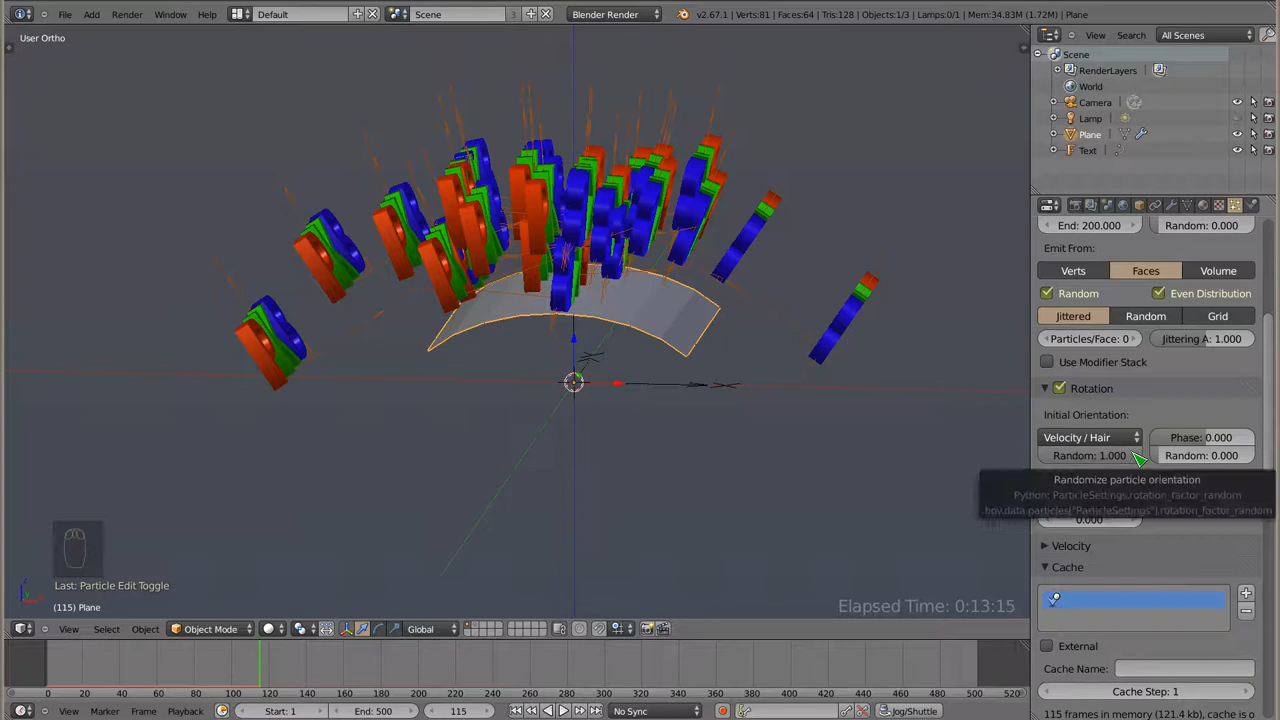 File Add Render Window Help Default Scene 3 Blender Render v2.67.1 | Verts:81 | Faces:64 | Tris:128 | Objects:1/3 | Lamps:0/1 | Mem:34.83M (1.72M) | Plane
User Ortho
View Search All Scenes
Scene
RenderLayers
World
Camera
Lamp
Plane
Text
End: 200.000 Random: 0.000
Emit From:
Verts Faces Volume
Random Even Distribution
Jittered Random Grid
Particles/Face: 0 Jittering A: 1.000
Use Modifier Stack
Rotation
Initial Orientation:
Velocity / Hair Phase: 0.000
Random: 1.000 Random: 0.000
Randomize particle orientation
Python: ParticleSettings.rotation_factor_random
bpy.data.particles["ParticleSettings"].rotation_factor_random
0.000
Velocity
Cache
External
Cache Name:
Cache Step: 1
115 frames in memory (121.4 kb), cache is o
Last: Particle Edit Toggle
(115) Plane
Elapsed Time: 0:13:15
View Select Object Object Mode Global
0 20 40 60 80 100 120 140 160 180 200 220 240 260 280 300 320 340 360 380 400 420 440 460 480 500 520
View Marker Frame Playback Start: 1 End: 500 115 No Sync Jog/Shuttle